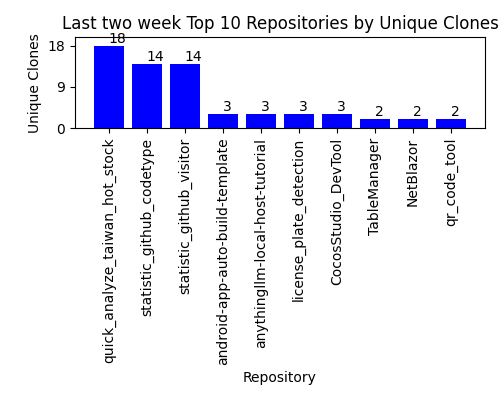 Last two week Top 10 Repositories by Unique Clones
Unique Clones
18
9
0
18
14
14
3
3
3
3
2
2
2
quick_analyze_taiwan_hot_stock
statistic_github_codetype
statistic_github_visitor
android-app-auto-build-template
anythingllm-local-host-tutorial
license_plate_detection
CocosStudio_DevTool
TableManager
NetBlazor
qr_code_tool
Repository